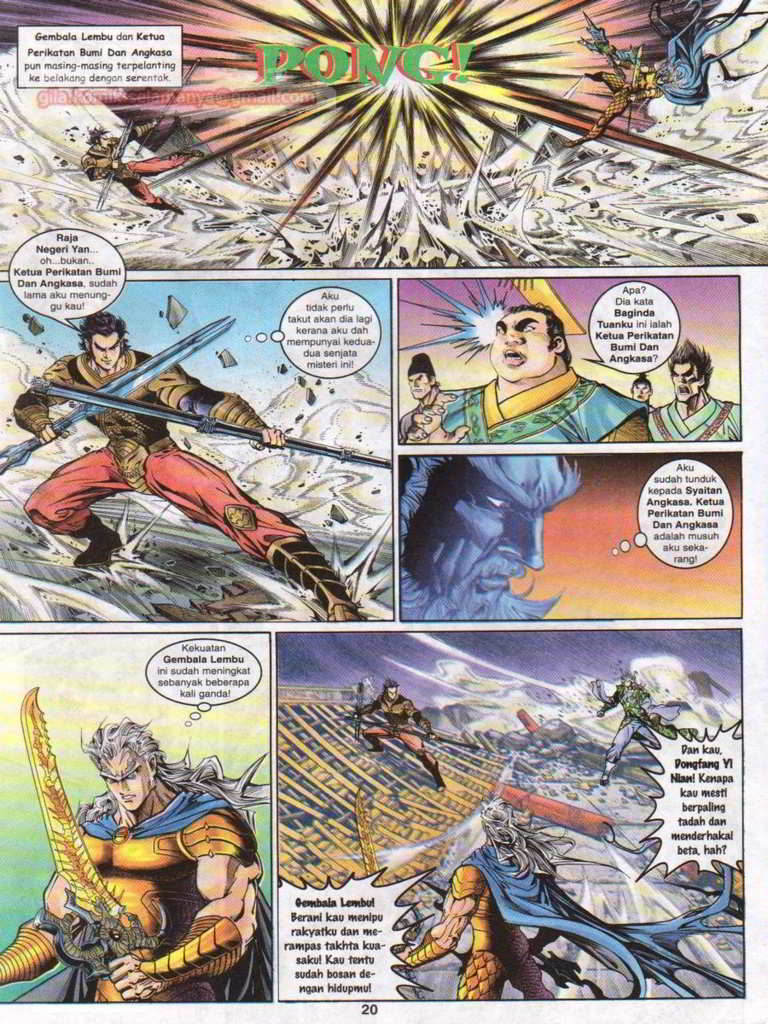 Gembala Lembu dan Ketua
Perikatan Bumi Dan Angkasa
pun masing-masing terpelanting
ke belakang dengan serentak.
PONG!
Raja
Negeri Yan...
oh...bukan..
Ketua Perikatan Bumi
Dan Angkasa, sudah
lama aku menung-
gu kau!
Aku
tidak perlu
takut akan dia lagi
kerana aku dah
mempunyai kedua-
dua senjata
misteri ini!
Apa?
Dia kata
Baginda
Tuanku ini ialah
Ketua Perikatan
Bumi Dan
Angkasa?
Aku
sudah tunduk
kepada Syaitan
Angkasa. Ketua
Perikatan Bumi
Dan Angkasa
adalah musuh
aku seka-
rang!
Kekuatan
Gembala Lembu
ini sudah meningkat
sebanyak beberapa
kali ganda!
Dan kau,
Dongfang Yi
Nian! Kenapa
kau mesti
berpaling
tadah dan
menderhakai
beta, hah?
Gembala Lembu!
Berani kau menipu
rakyatku dan me-
rampas takhta kua-
saku! Kau tentu
sudah bosan de-
ngan hidupmu!
20